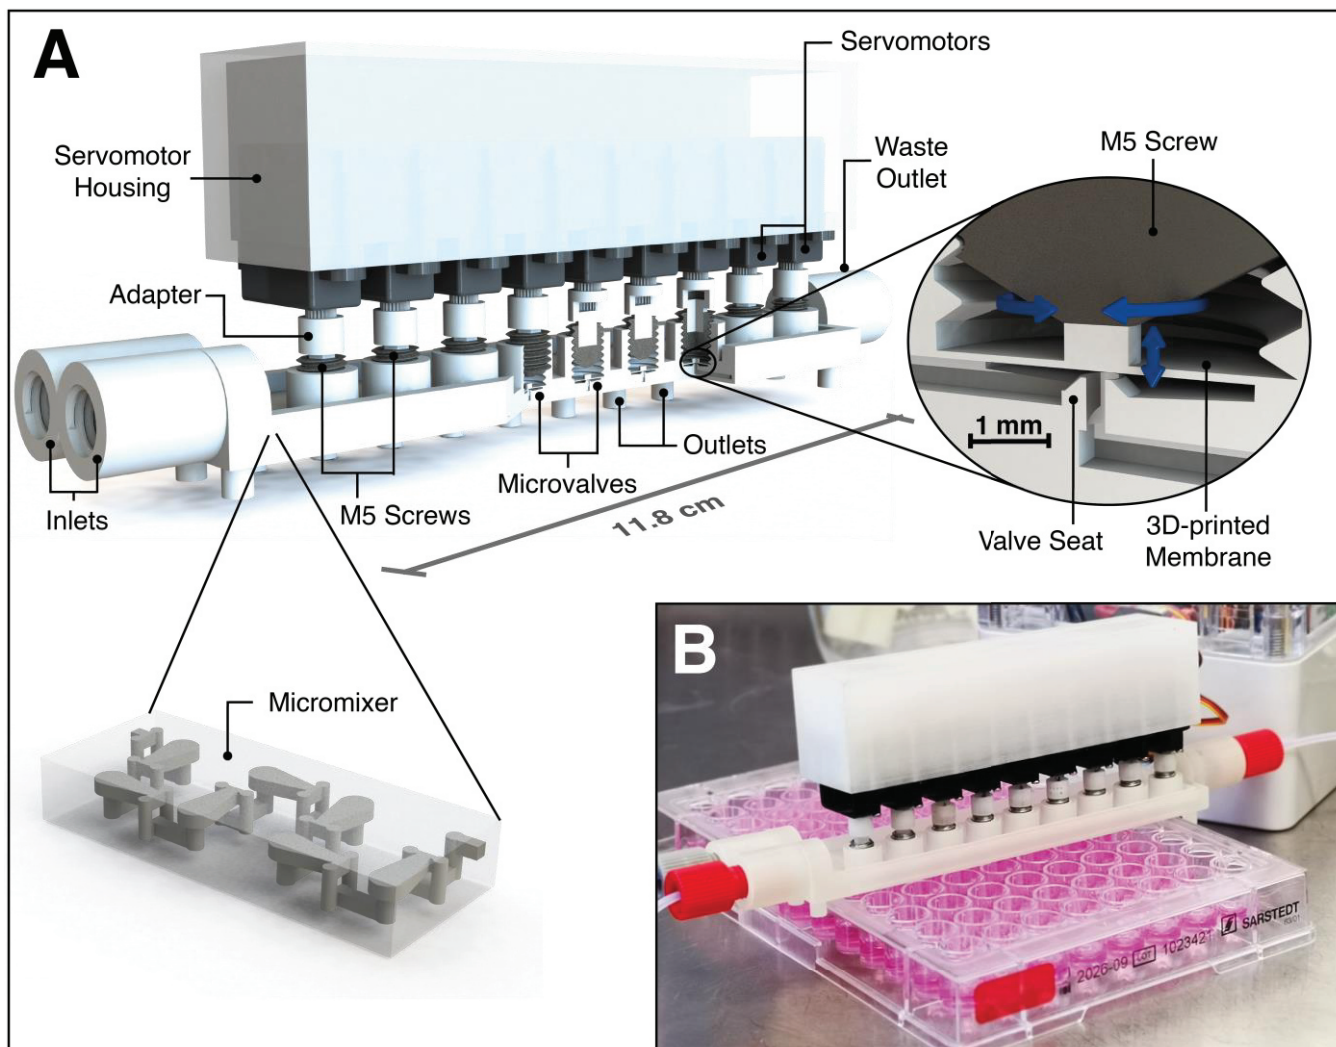 A
Servomotors
Servomotor
Housing
Waste
Outlet
M5 Screw
Adapter
1 mm
Outlets
Microvalves
M5 Screws
Inlets
11.8 cm
Valve Seat
3D-printed
Membrane
Micromixer
B
2026-09 LOT 1023421 SARSTEDT